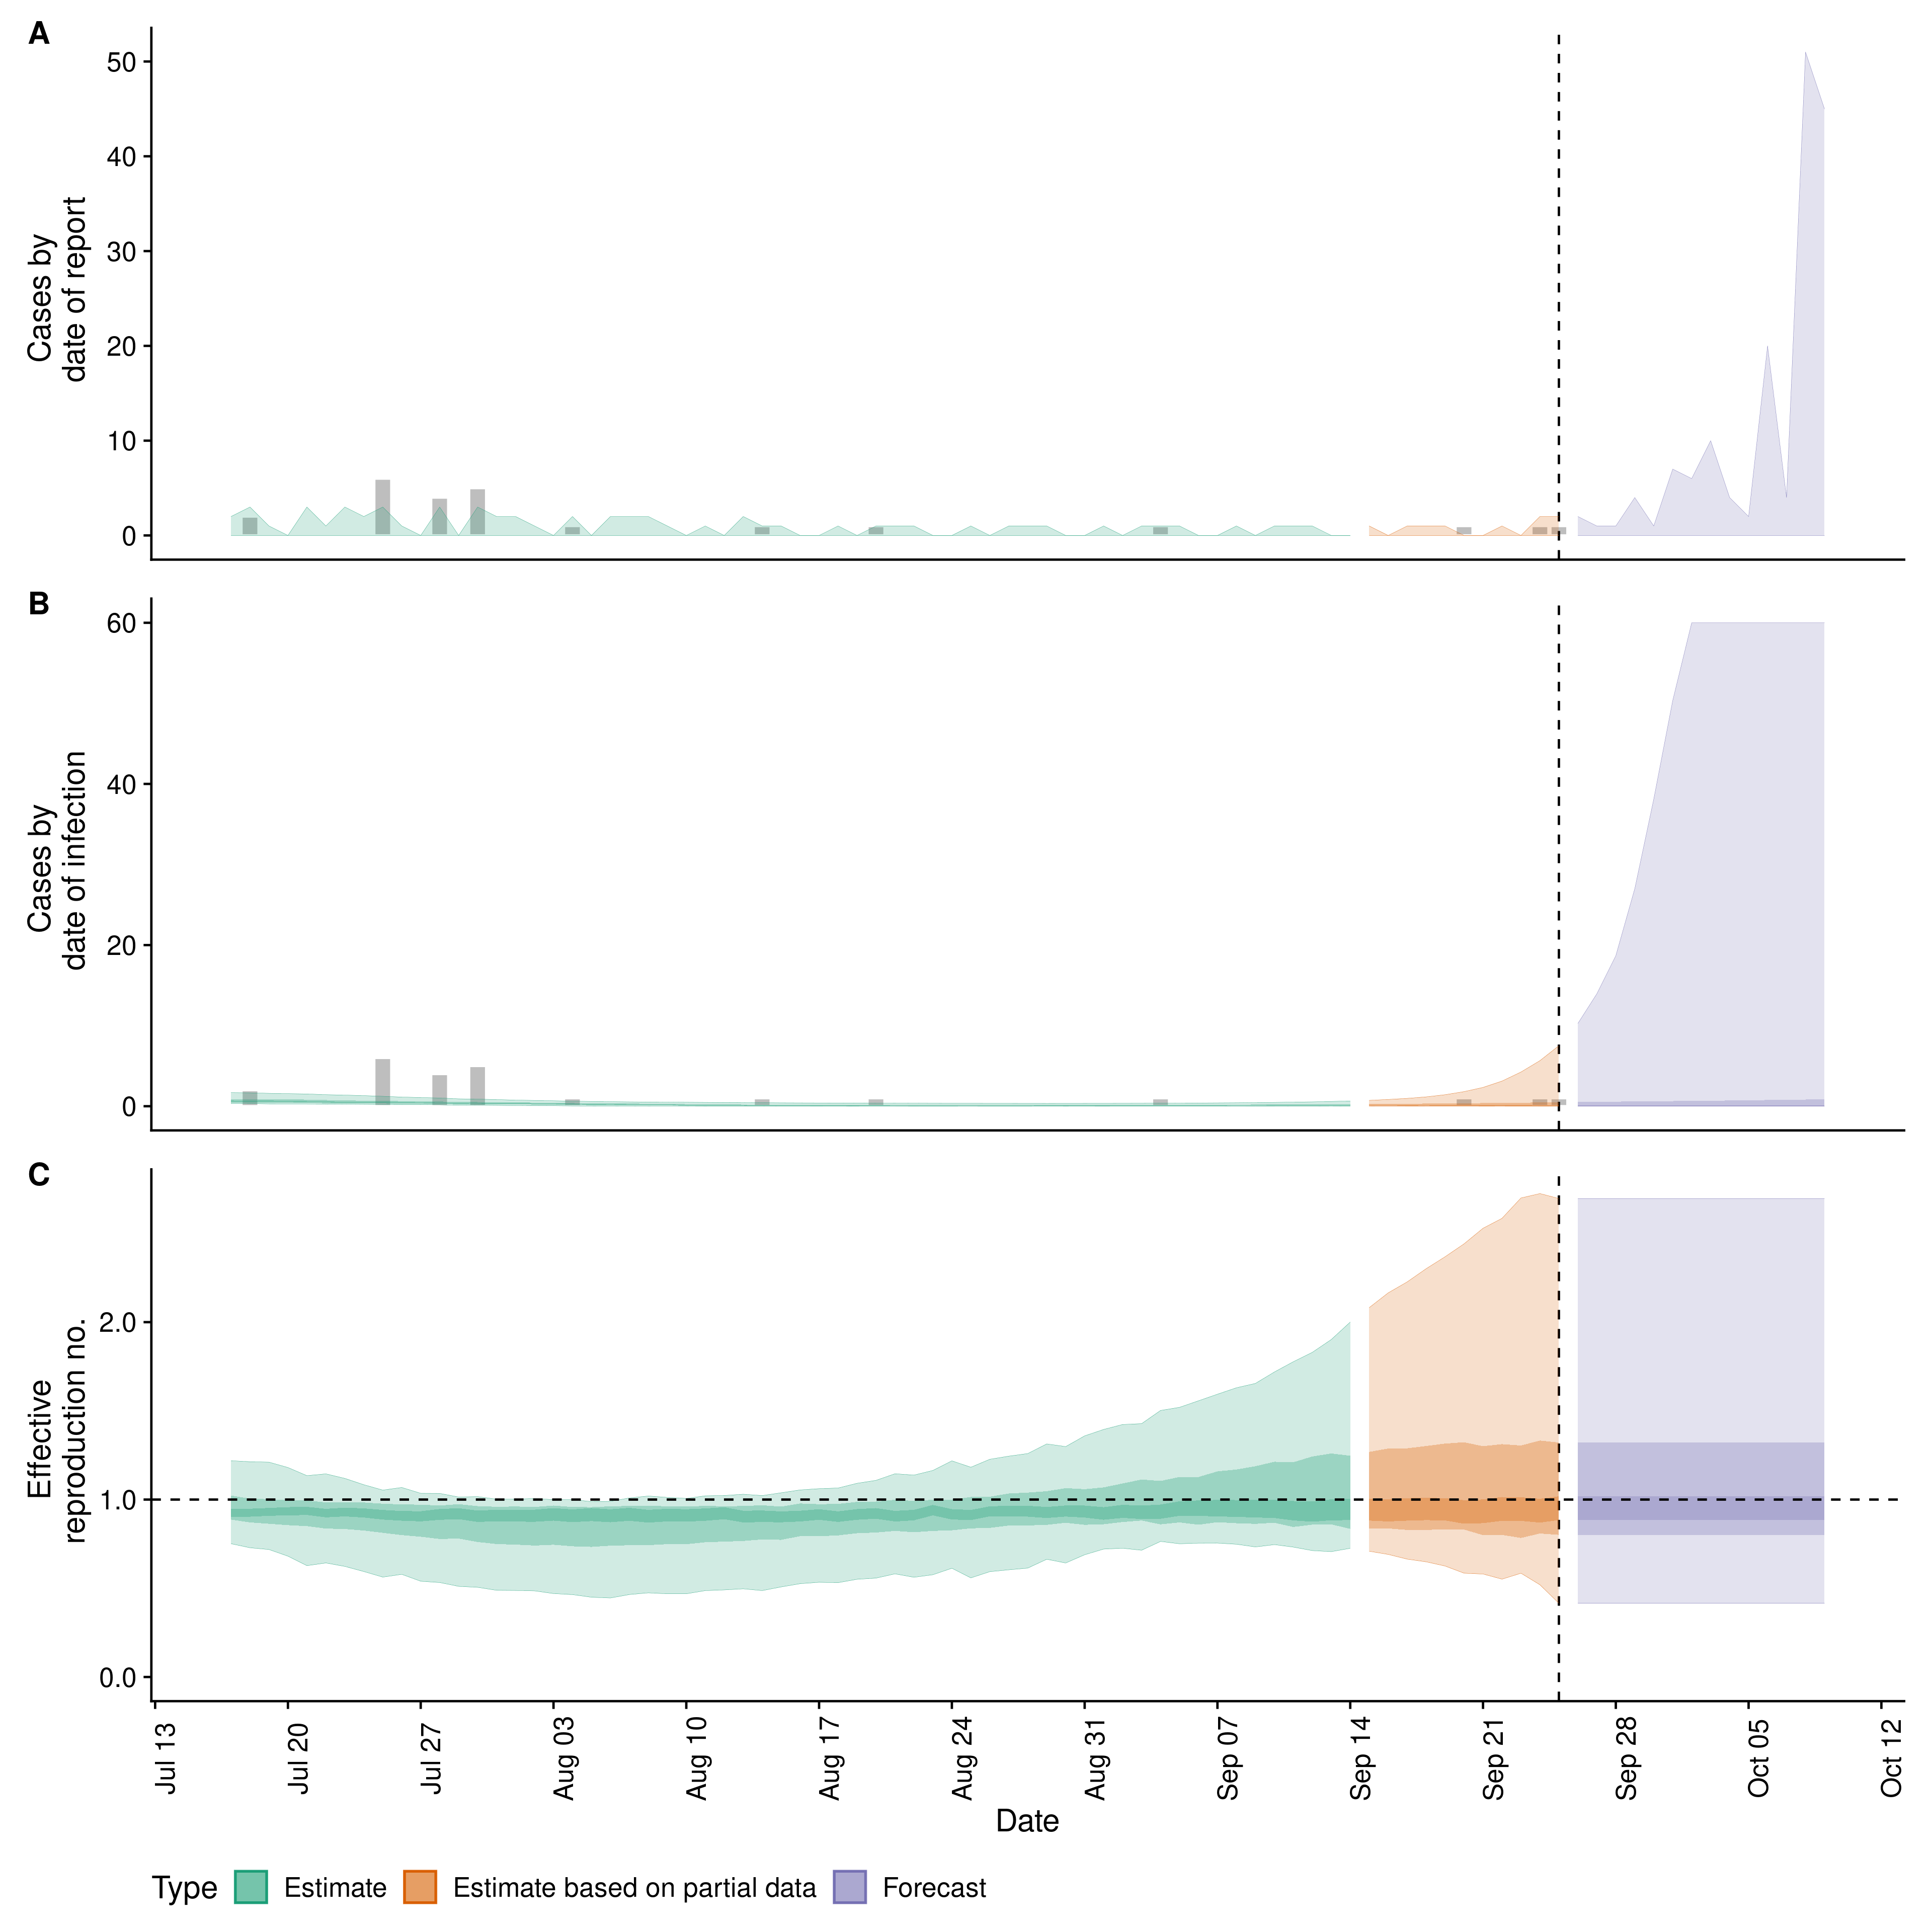 A
50
40
30
20
10
0
Cases by
date of report
B
60
40
20
0
Cases by
date of infection
C
2.0
1.0
0.0
Effective
reproduction no.
Jul 13
Jul 20
Jul 27
Aug 03
Aug 10
Aug 17
Aug 24
Aug 31
Sep 07
Sep 14
Sep 21
Sep 28
Oct 05
Oct 12
Date
Type Estimate Estimate based on partial data Forecast